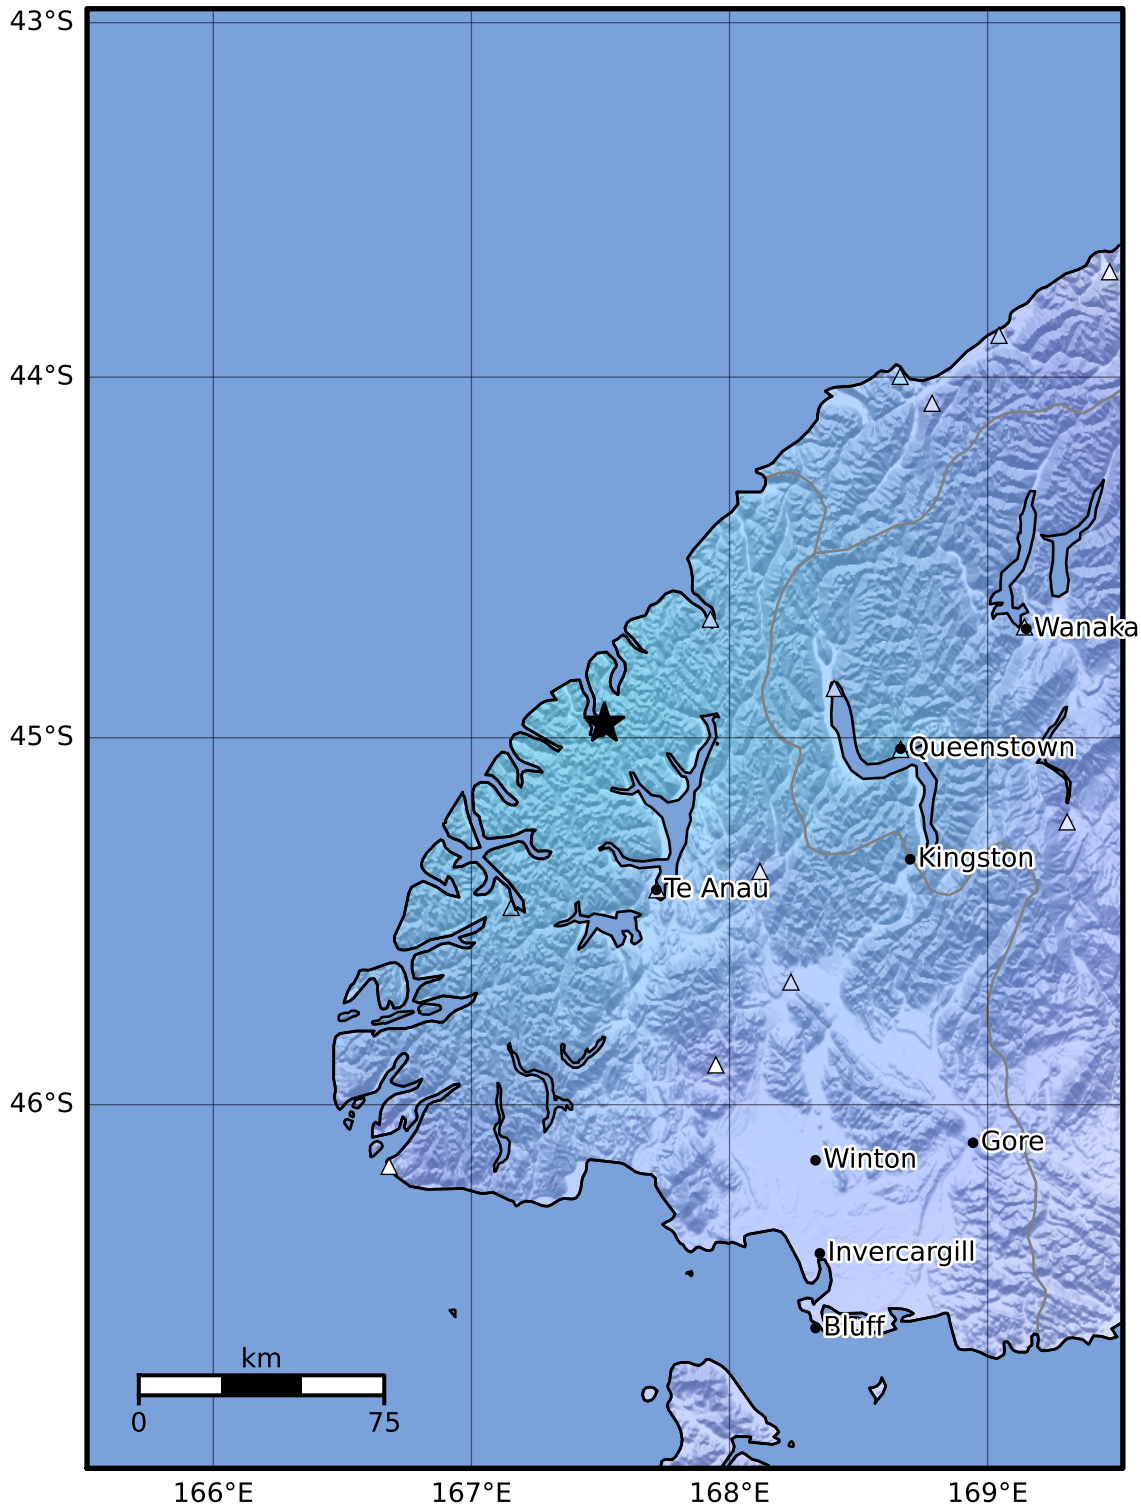 43°S
44°S
Wanaka
45°S
Queenstown
Kingston
Te Anau
46°S
Gore
Winton
Invercargill
Bluff
km
0 75
166°E 167°E 168°E 169°E